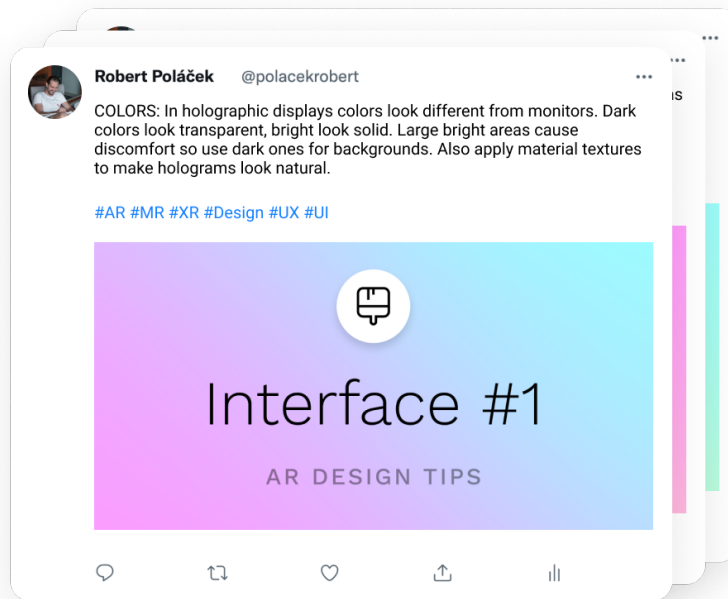 Robert Poláček @polacekrobert
COLORS: In holographic displays colors look different from monitors. Dark
colors look transparent, bright look solid. Large bright areas cause
discomfort so use dark ones for backgrounds. Also apply material textures
to make holograms look natural.
#AR #MR #XR #Design #UX #UI
Interface #1
AR DESIGN TIPS